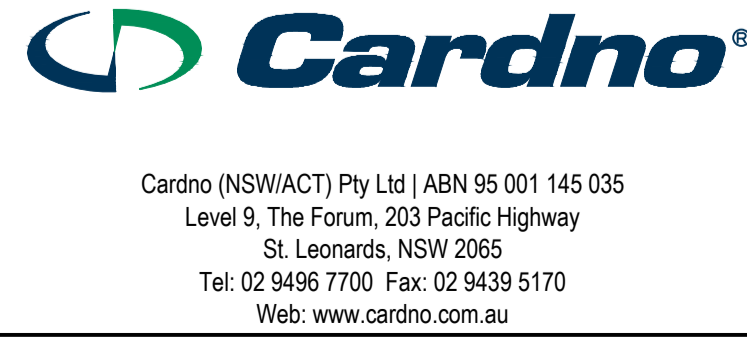 Cardno®
Cardno (NSW/ACT) Pty Ltd | ABN 95 001 145 035
Level 9, The Forum, 203 Pacific Highway
St. Leonards, NSW 2065
Tel: 02 9496 7700  Fax: 02 9439 5170
Web: www.cardno.com.au